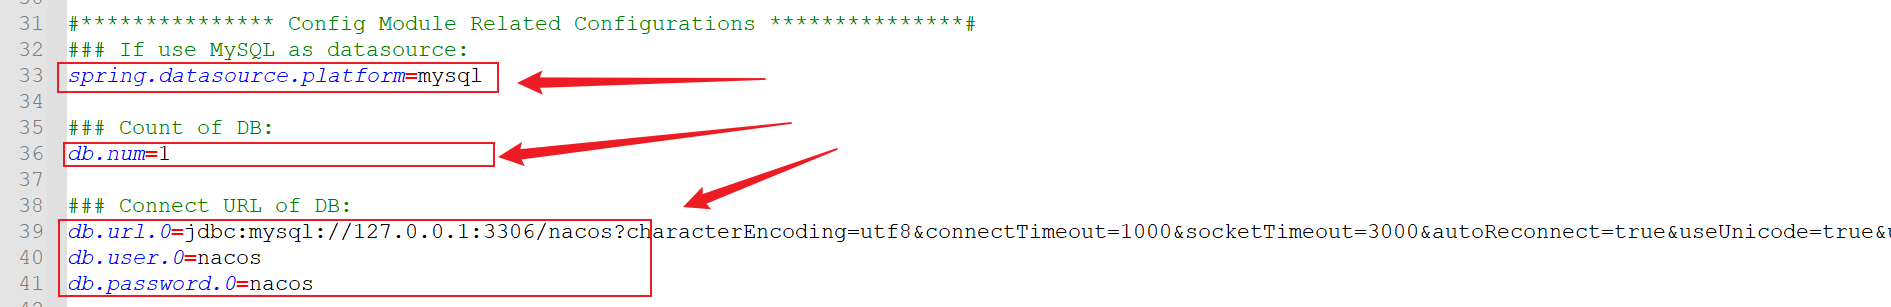 31 #*************** Config Module Related Configurations ***************#
32 ### If use MySQL as datasource:
33 spring.datasource.platform=mysql
34
35 ### Count of DB:
36 db.num=1
37
38 ### Connect URL of DB:
39 db.url.0=jdbc:mysql://127.0.0.1:3306/nacos?characterEncoding=utf8&connectTimeout=1000&socketTimeout=3000&autoReconnect=true&useUnicode=true&
40 db.user.0=nacos
41 db.password.0=nacos